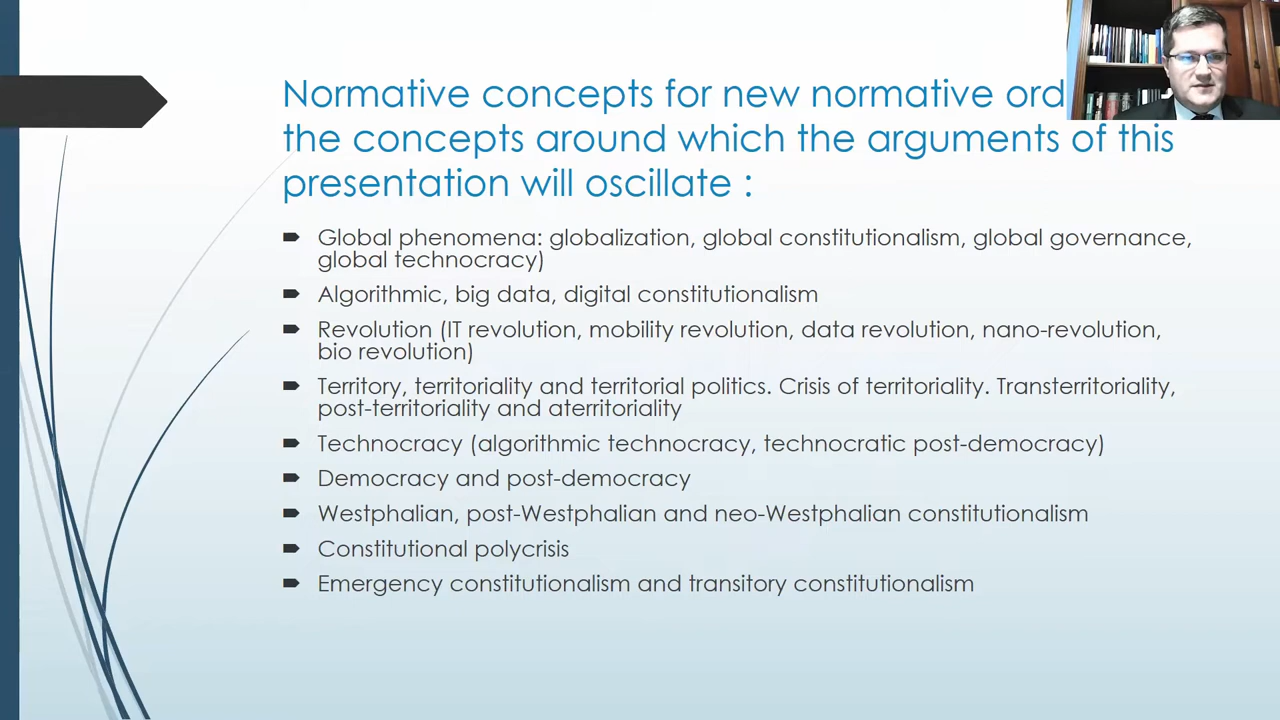 Normative concepts for new normative ord
the concepts around which the arguments of this
presentation will oscillate :
Global phenomena: globalization, global constitutionalism, global governance,
global technocracy)
Algorithmic, big data, digital constitutionalism
Revolution (IT revolution, mobility revolution, data revolution, nano-revolution,
bio revolution)
Territory, territoriality and territorial politics. Crisis of territoriality. Transterritoriality,
post-territoriality and aterritoriality
Technocracy (algorithmic technocracy, technocratic post-democracy)
Democracy and post-democracy
Westphalian, post-Westphalian and neo-Westphalian constitutionalism
Constitutional polycrisis
Emergency constitutionalism and transitory constitutionalism